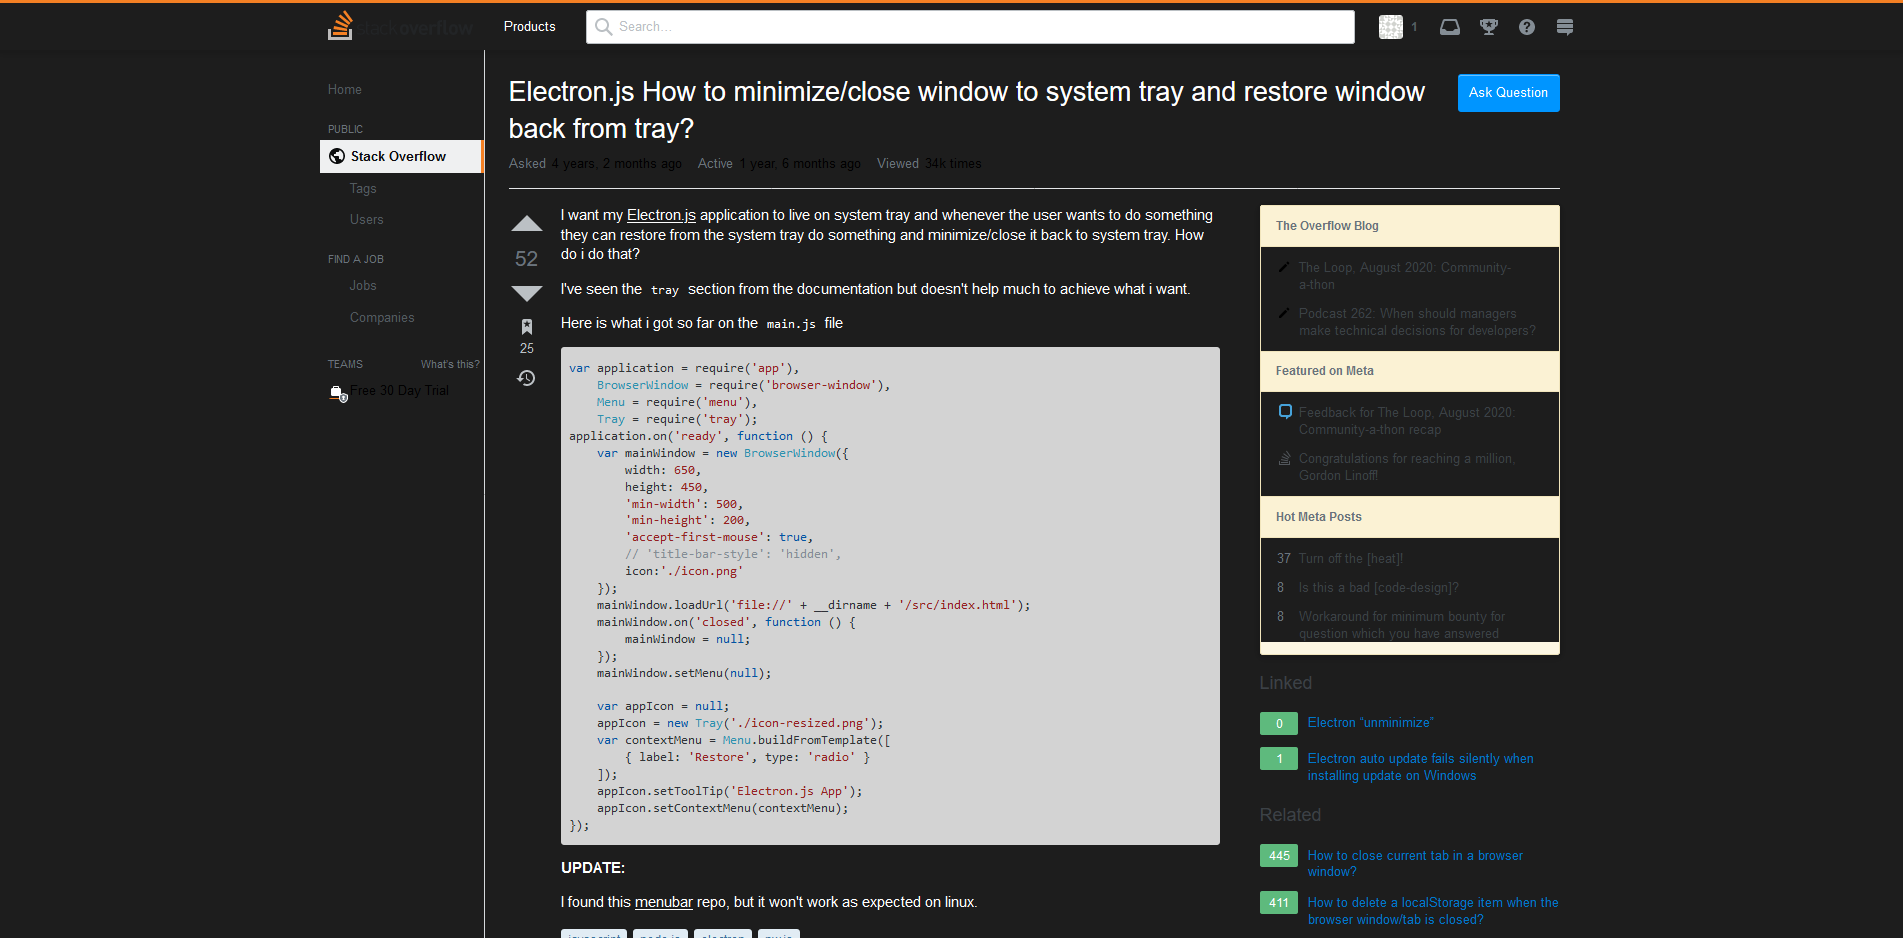 stackoverflow
Products
Search...
1
Home
PUBLIC
Stack Overflow
Tags
Users
FIND A JOB
Jobs
Companies
TEAMS
What's this?
Free 30 Day Trial
Electron.js How to minimize/close window to system tray and restore window
back from tray?
Ask Question
Asked 4 years, 2 months ago Active 1 year, 6 months ago Viewed 34k times
52
25
I want my Electron.js application to live on system tray and whenever the user wants to do something
they can restore from the system tray do something and minimize/close it back to system tray. How
do i do that?
I've seen the tray section from the documentation but doesn't help much to achieve what i want.
Here is what i got so far on the main.js file
var application = require('app'),
    BrowserWindow = require('browser-window'),
    Menu = require('menu'),
    Tray = require('tray');
application.on('ready', function () {
    var mainWindow = new BrowserWindow({
        width: 650,
        height: 450,
        'min-width': 500,
        'min-height': 200,
        'accept-first-mouse': true,
        // 'title-bar-style': 'hidden',
        icon:'./icon.png'
    });
    mainWindow.loadUrl('file://' + __dirname + '/src/index.html');
    mainWindow.on('closed', function () {
        mainWindow = null;
    });
    mainWindow.setMenu(null);
    var appIcon = null;
    appIcon = new Tray('./icon-resized.png');
    var contextMenu = Menu.buildFromTemplate([
        { label: 'Restore', type: 'radio' }
    ]);
    appIcon.setToolTip('Electron.js App');
    appIcon.setContextMenu(contextMenu);
});
UPDATE:
I found this menubar repo, but it won't work as expected on linux.
The Overflow Blog
The Loop, August 2020: Community-
a-thon
Podcast 262: When should managers
make technical decisions for developers?
Featured on Meta
Feedback for The Loop, August 2020:
Community-a-thon recap
Congratulations for reaching a million,
Gordon Linoff!
Hot Meta Posts
37 Turn off the [heat]!
8 Is this a bad [code-design]?
8 Workaround for minimum bounty for
question which you have answered
Linked
0 Electron “unminimize”
1 Electron auto update fails silently when
installing update on Windows
Related
445 How to close current tab in a browser
window?
411 How to delete a localStorage item when the
browser window/tab is closed?